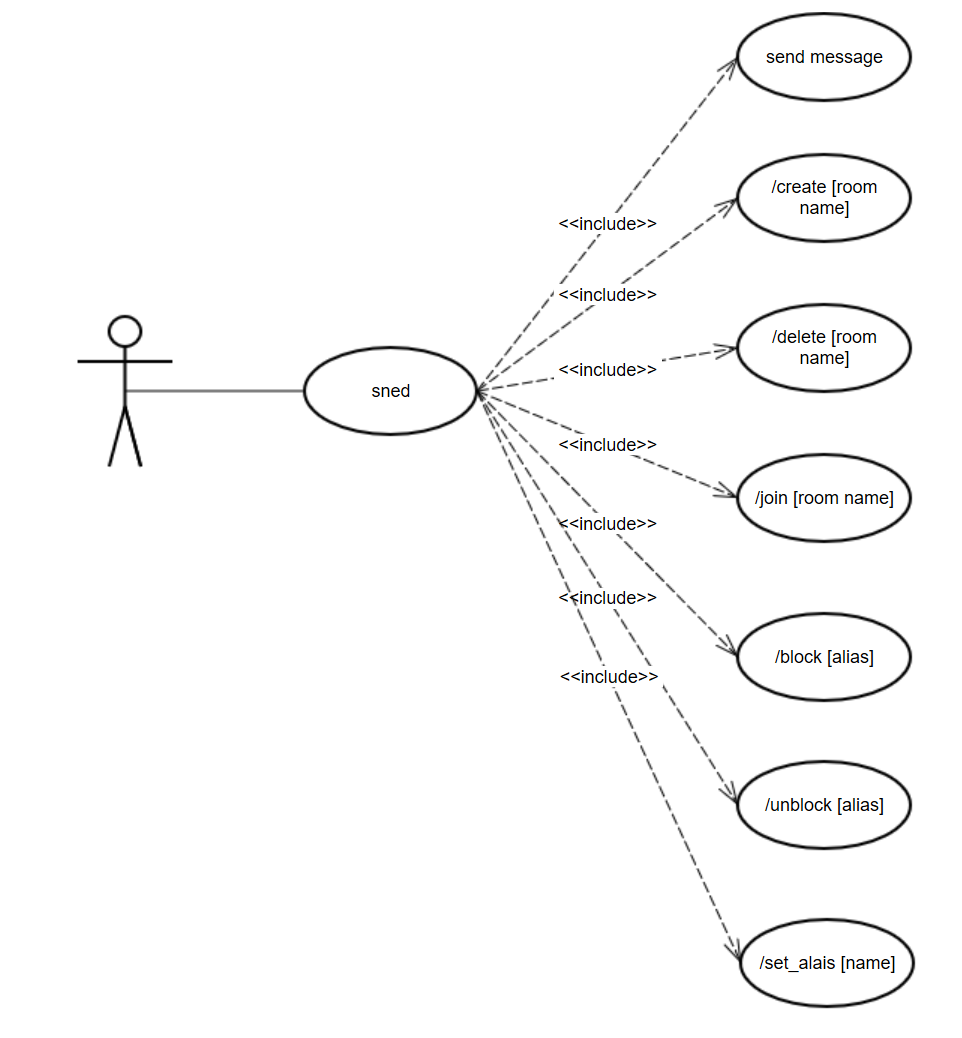 send message
/create [room
name]
<<include>>
<<include>>
/delete [room
name]
<<include>>
sned
<<include>>
/join [room name]
<<include>>
<<include>>
/block [alias]
<<include>>
/unblock [alias]
/set_alais [name]